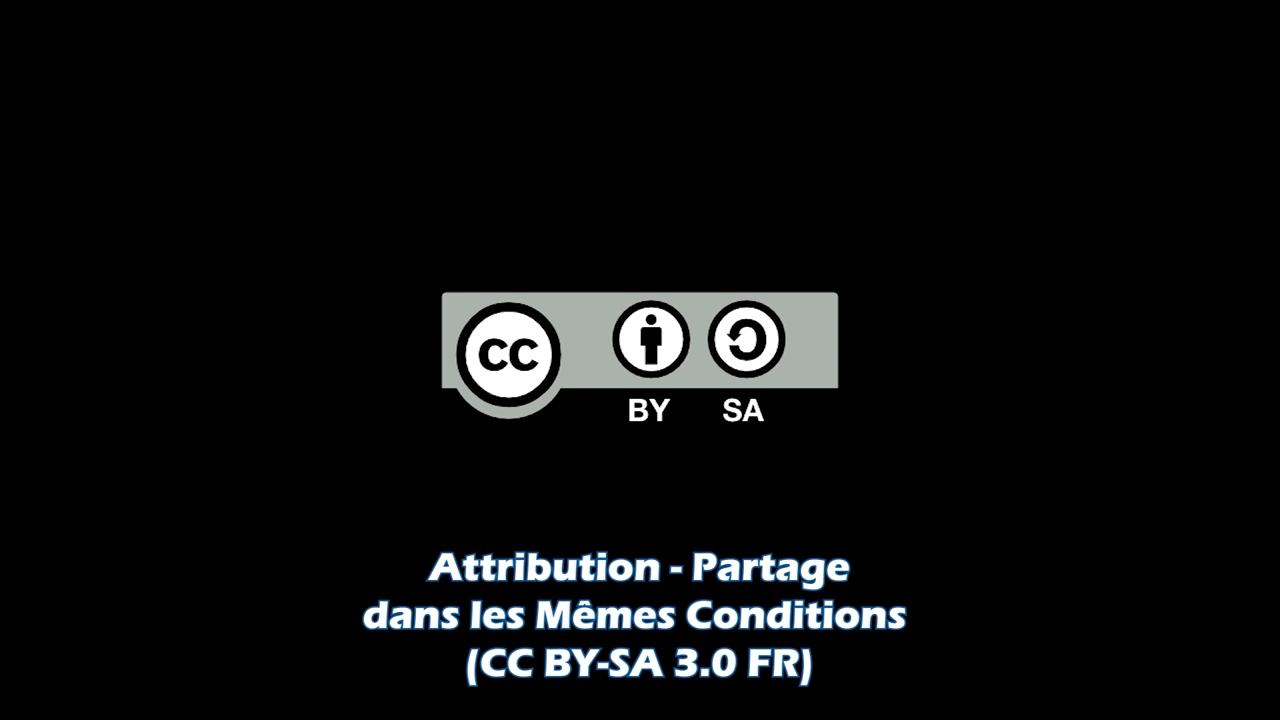 CC
BY SA
Attribution - Partage
dans les Mêmes Conditions
(CC BY-SA 3.0 FR)